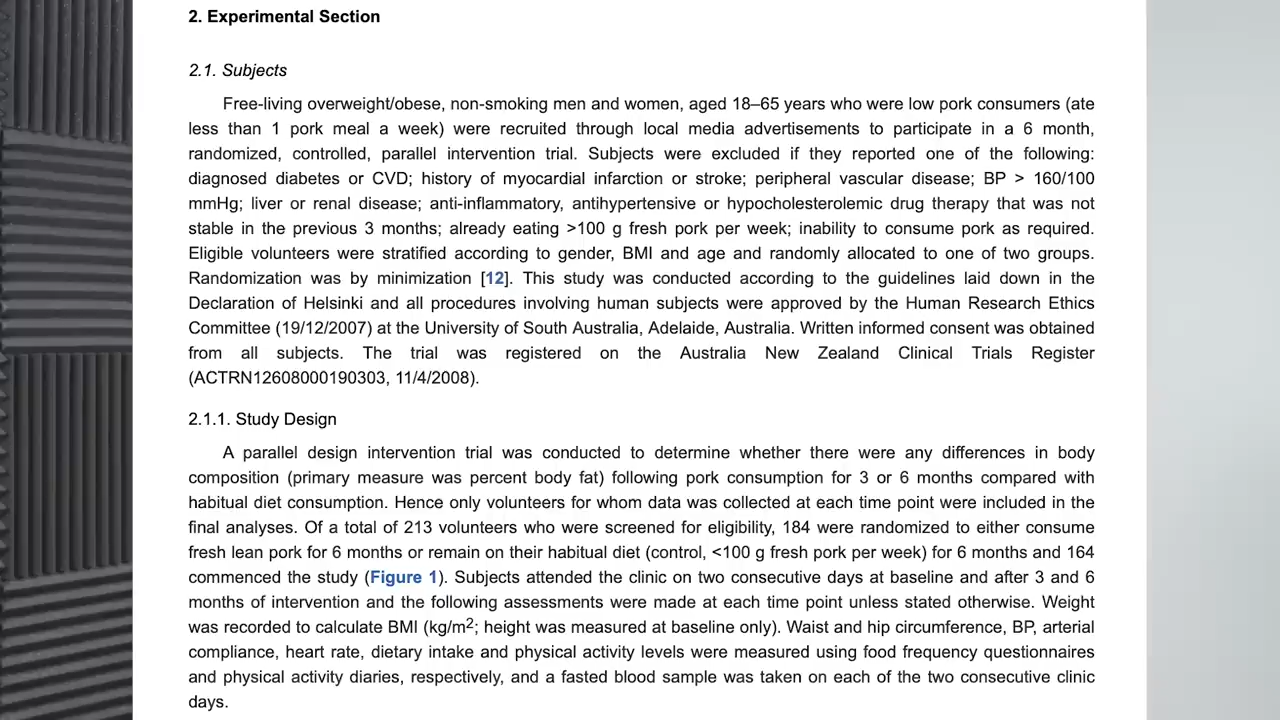 2. Experimental Section
2.1. Subjects
Free-living overweight/obese, non-smoking men and women, aged 18–65 years who were low pork consumers (ate
less than 1 pork meal a week) were recruited through local media advertisements to participate in a 6 month,
randomized, controlled, parallel intervention trial. Subjects were excluded if they reported one of the following:
diagnosed diabetes or CVD; history of myocardial infarction or stroke; peripheral vascular disease; BP > 160/100
mmHg; liver or renal disease; anti-inflammatory, antihypertensive or hypocholesterolemic drug therapy that was not
stable in the previous 3 months; already eating >100 g fresh pork per week; inability to consume pork as required.
Eligible volunteers were stratified according to gender, BMI and age and randomly allocated to one of two groups.
Randomization was by minimization [12]. This study was conducted according to the guidelines laid down in the
Declaration of Helsinki and all procedures involving human subjects were approved by the Human Research Ethics
Committee (19/12/2007) at the University of South Australia, Adelaide, Australia. Written informed consent was obtained
from all subjects. The trial was registered on the Australia New Zealand Clinical Trials Register
(ACTRN12608000190303, 11/4/2008).
2.1.1. Study Design
A parallel design intervention trial was conducted to determine whether there were any differences in body
composition (primary measure was percent body fat) following pork consumption for 3 or 6 months compared with
habitual diet consumption. Hence only volunteers for whom data was collected at each time point were included in the
final analyses. Of a total of 213 volunteers who were screened for eligibility, 184 were randomized to either consume
fresh lean pork for 6 months or remain on their habitual diet (control, <100 g fresh pork per week) for 6 months and 164
commenced the study (Figure 1). Subjects attended the clinic on two consecutive days at baseline and after 3 and 6
months of intervention and the following assessments were made at each time point unless stated otherwise. Weight
was recorded to calculate BMI (kg/m²; height was measured at baseline only). Waist and hip circumference, BP, arterial
compliance, heart rate, dietary intake and physical activity levels were measured using food frequency questionnaires
and physical activity diaries, respectively, and a fasted blood sample was taken on each of the two consecutive clinic
days.